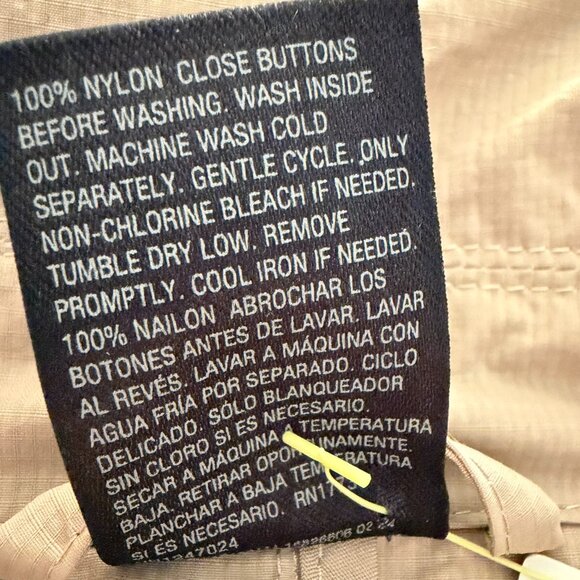 100% NYLON CLOSE BUTTONS
BEFORE WASHING. WASH INSIDE
OUT. MACHINE WASH COLD
SEPARATELY. GENTLE CYCLE. ONLY
NON-CHLORINE BLEACH IF NEEDED.
TUMBLE DRY LOW. REMOVE
PROMPTLY. COOL IRON IF NEEDED.
100% NAILON ABROCHAR LOS
BOTONES ANTES DE LAVAR. LAVAR
AL REVÉS. LAVAR A MÁQUINA CON
AGUA FRÍA POR SEPARADO. CICLO
DELICADO. SÓLO BLANQUEADOR
SIN CLORO SI ES NECESARIO.
SECAR A MÁQUINA A TEMPERATURA
BAJA. RETIRAR OPORTUNAMENTE.
PLANCHAR A BAJA TEMPERATURA
SI ES NECESARIO.
02 24